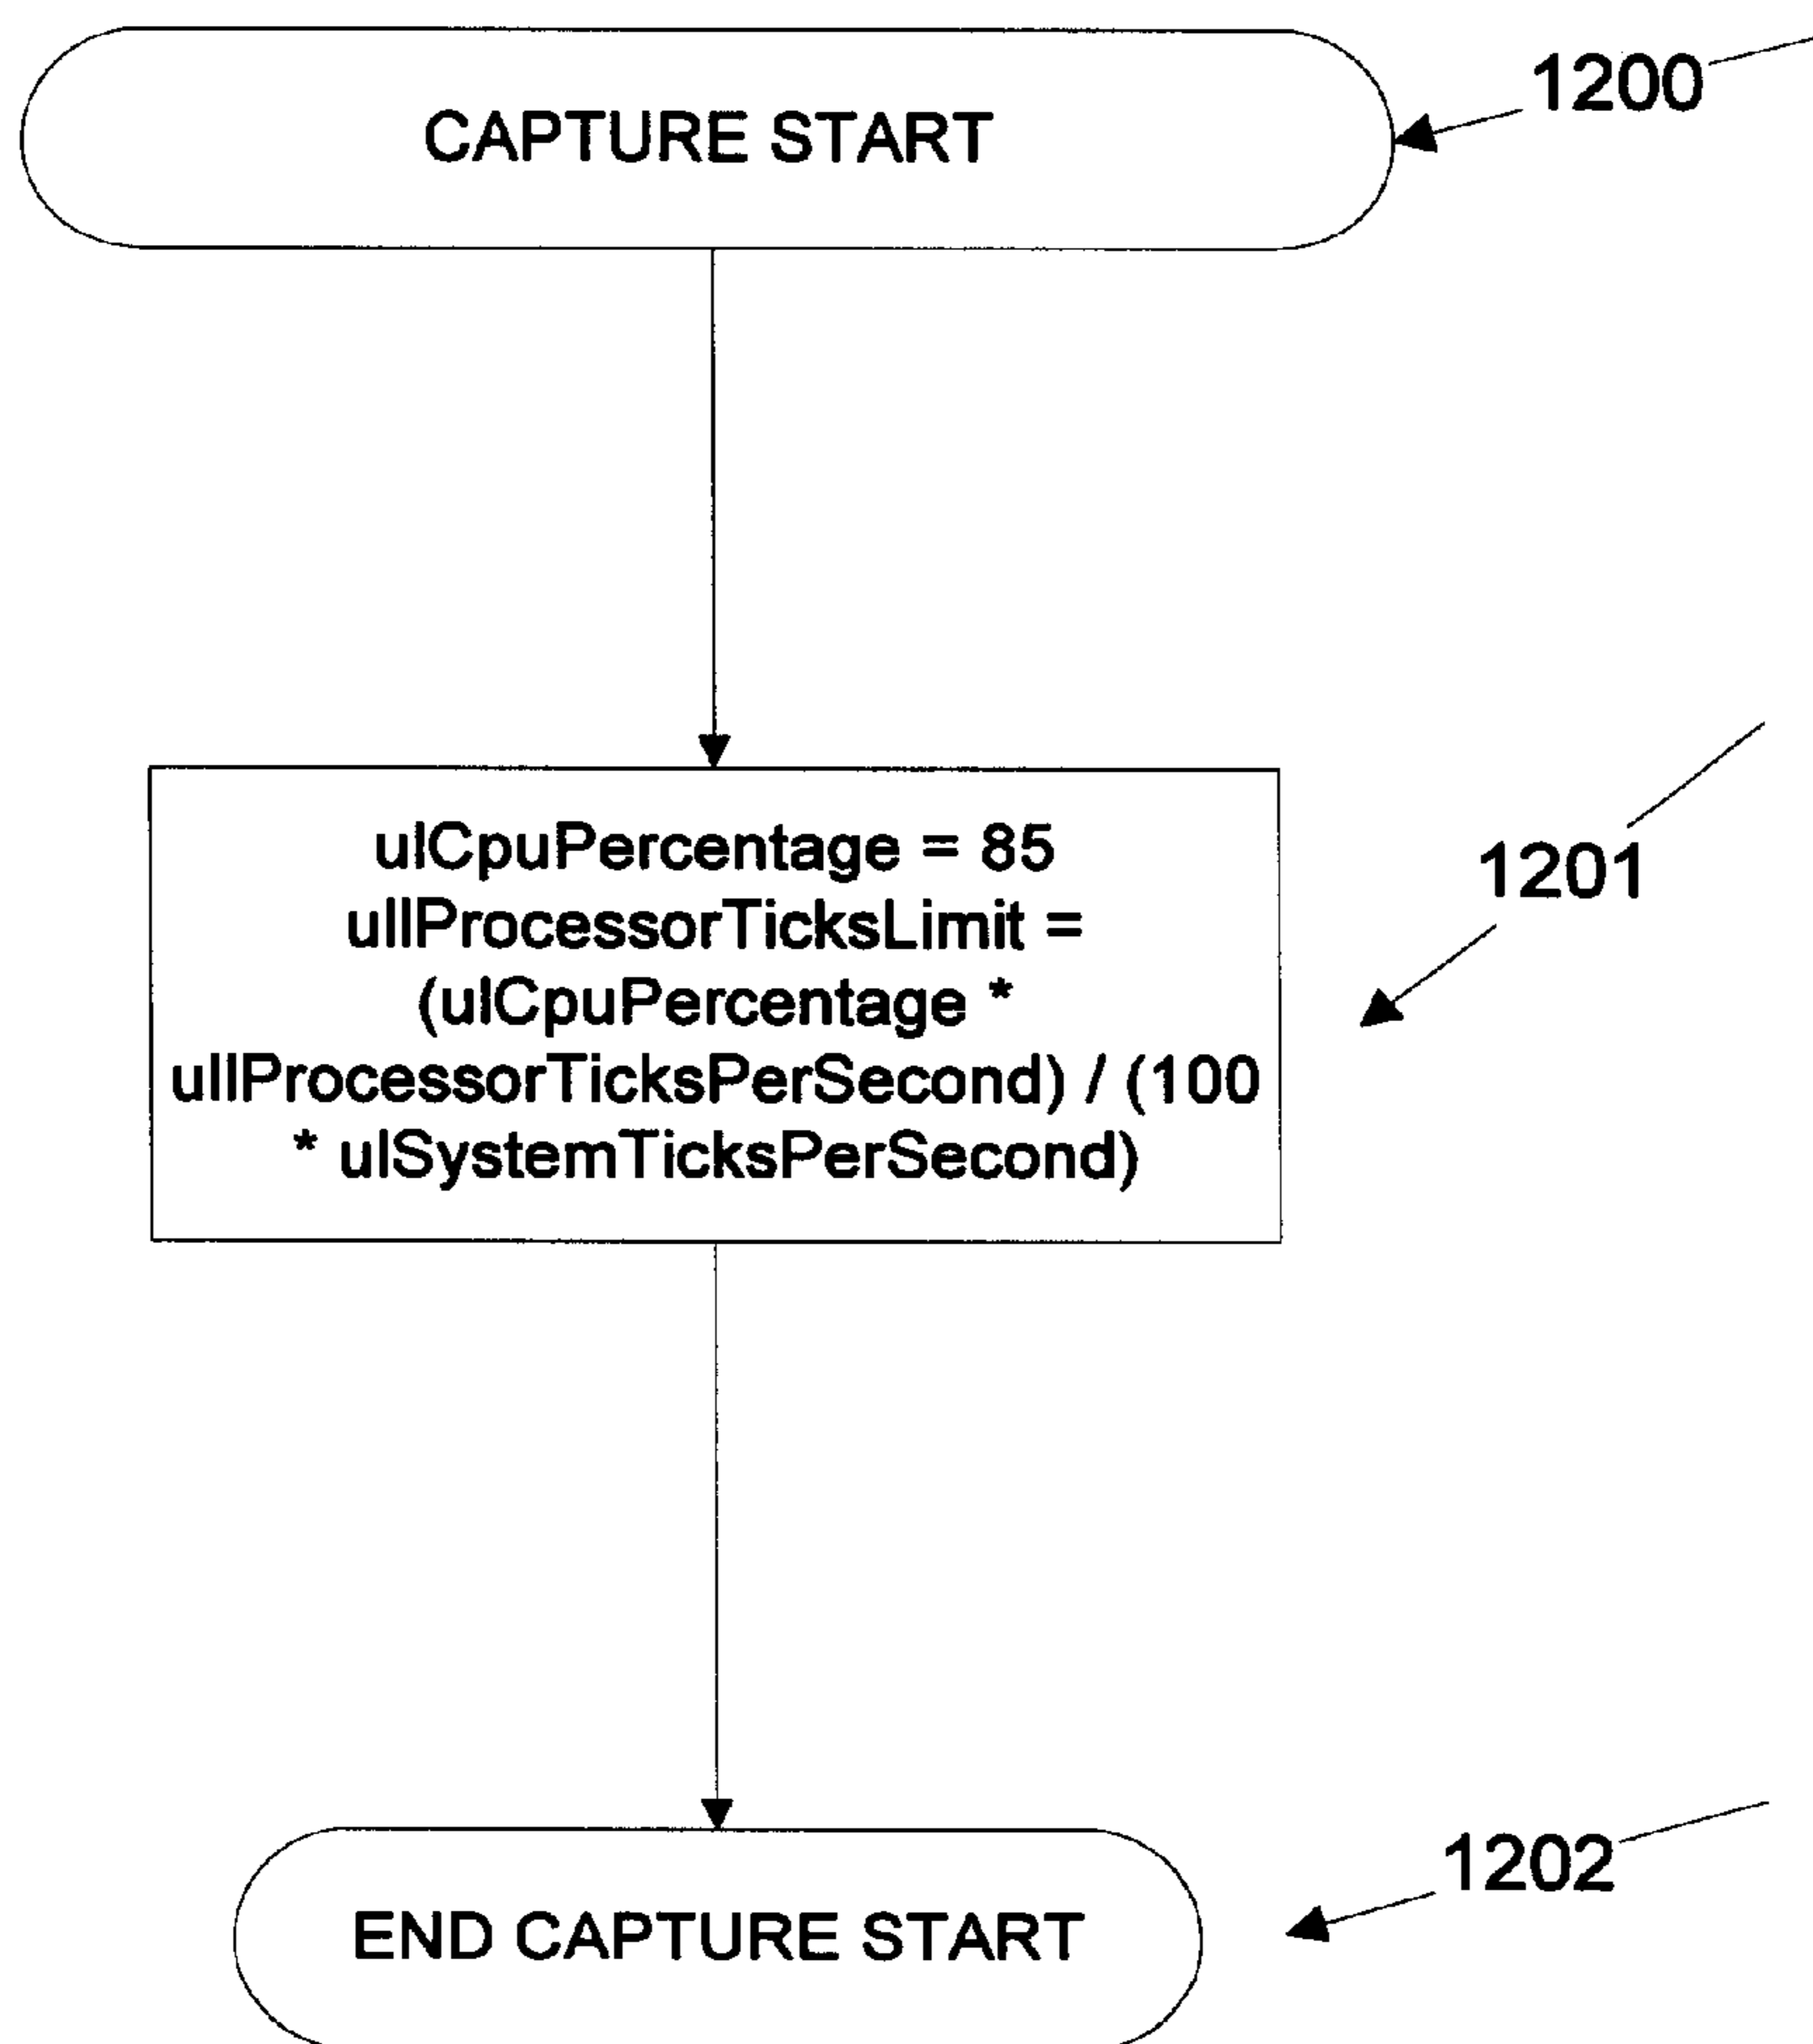 CAPTURE START
1200
ulCpuPercentage = 85
ullProcessorTicksLimit =
(ulCpuPercentage *
ullProcessorTicksPerSecond) / (100
* ulSystemTicksPerSecond)
1201
END CAPTURE START
1202